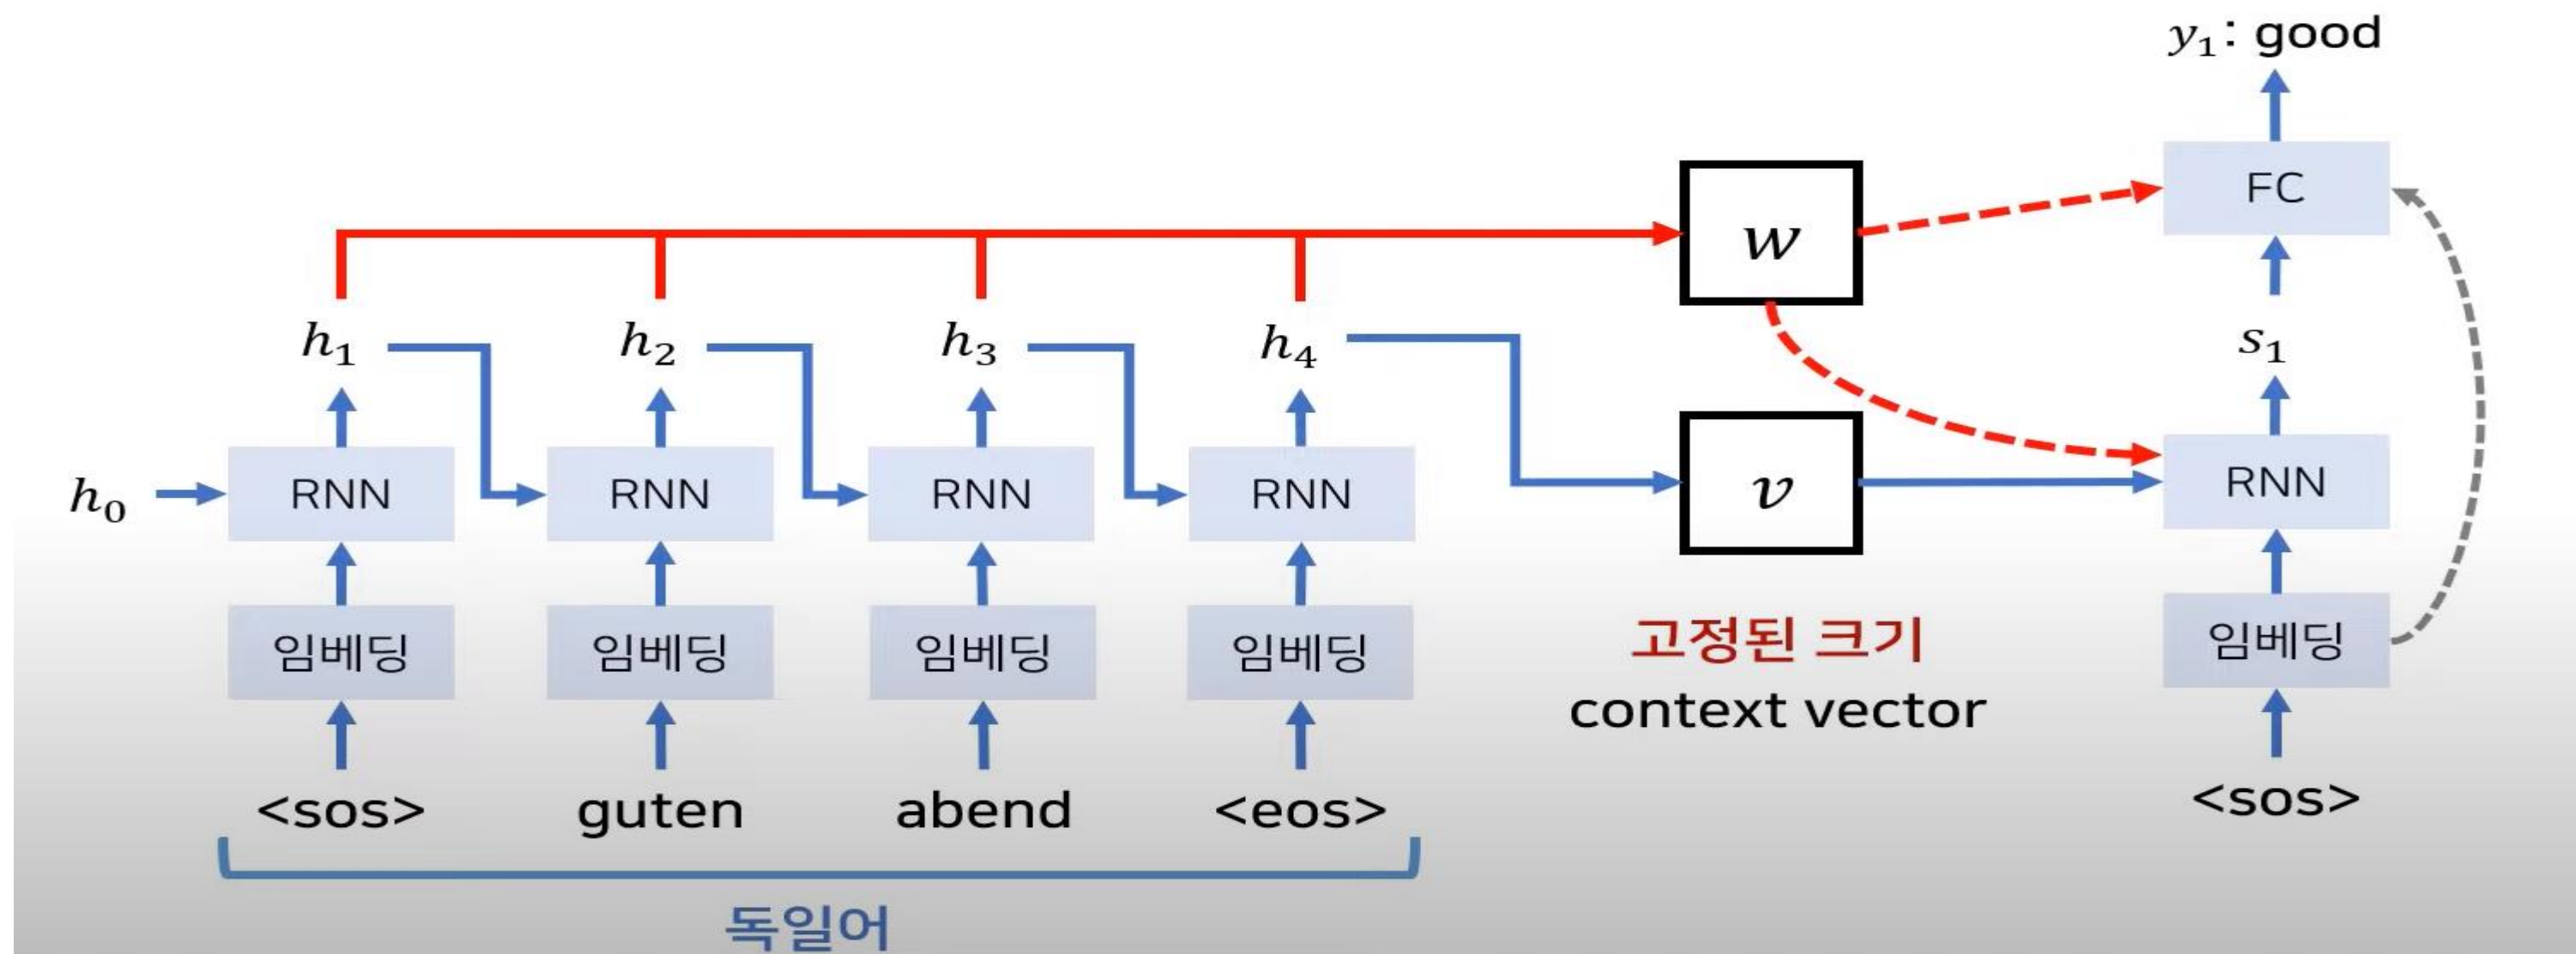 y₁: good
FC
w
h₁ h₂ h₃ h₄ s₁
h₀ RNN RNN RNN RNN v RNN
임베딩 임베딩 임베딩 임베딩 고정된 크기 임베딩
context vector
<sos> guten abend <eos> <sos>
독일어